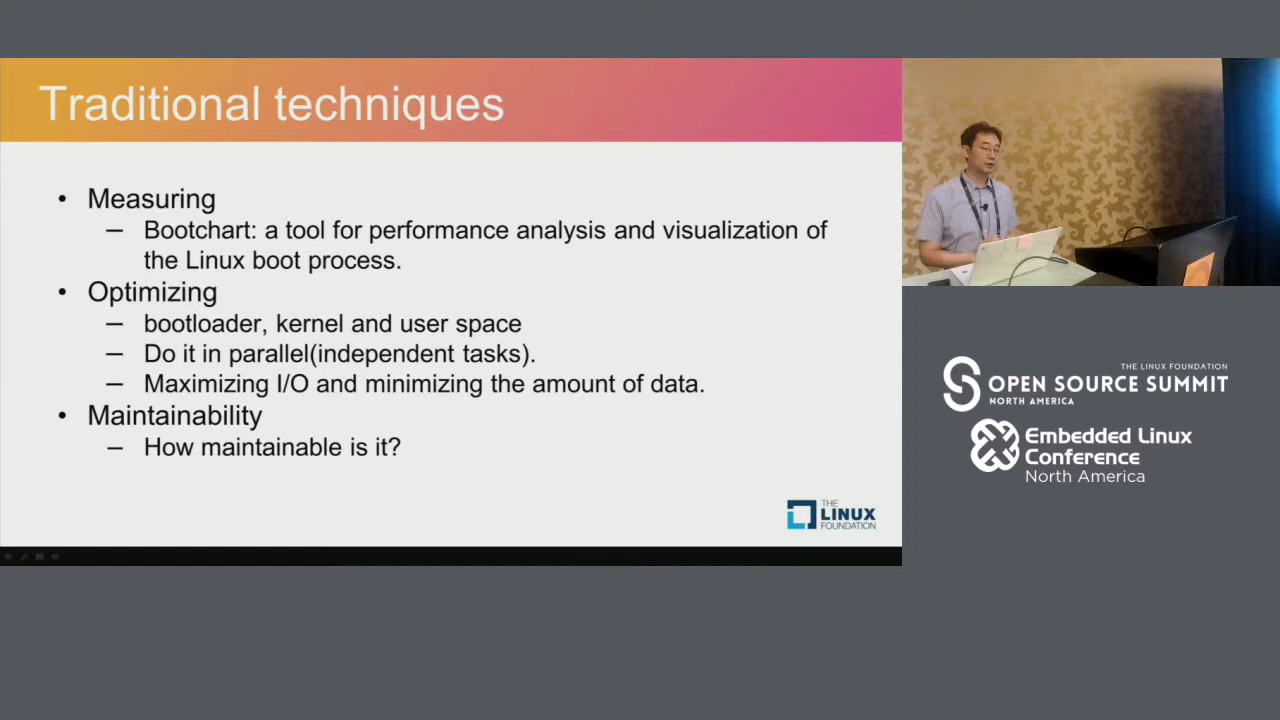 Traditional techniques
• Measuring
– Bootchart: a tool for performance analysis and visualization of
the Linux boot process.
• Optimizing
– bootloader, kernel and user space
– Do it in parallel(independent tasks).
– Maximizing I/O and minimizing the amount of data.
• Maintainability
– How maintainable is it?
THE
LINUX
FOUNDATION
THE LINUX FOUNDATION
OPEN SOURCE SUMMIT
NORTH AMERICA
Embedded Linux
Conference
North America